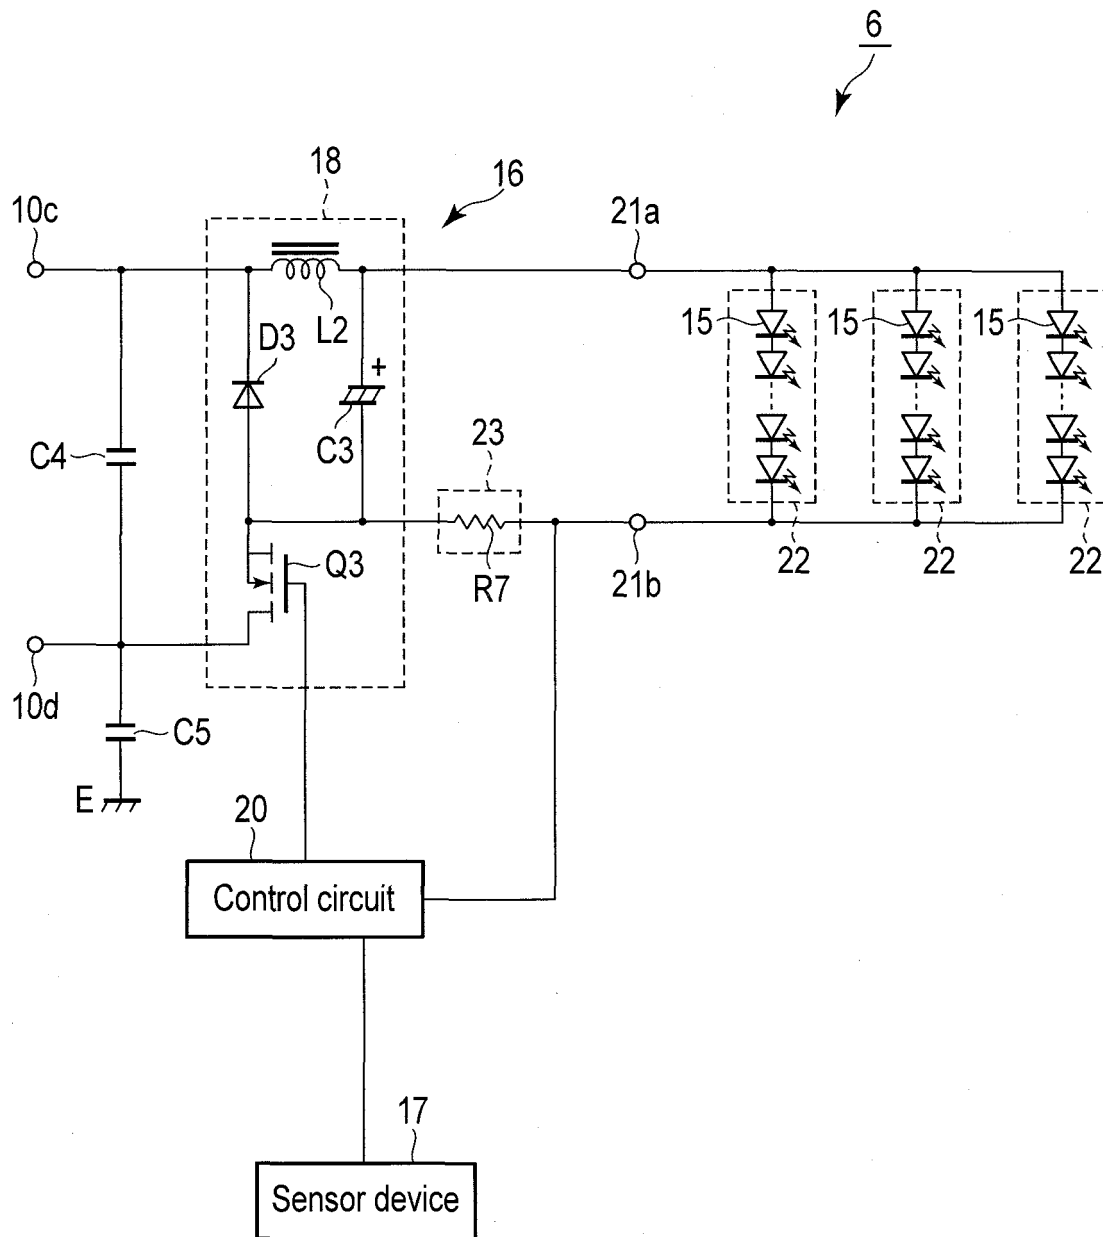 6
18
16
10c
21a
L2
15
15
15
D3
+
C3
C4
23
Q3
R7
21b
22
22
22
10d
C5
E
20
Control circuit
17
Sensor device